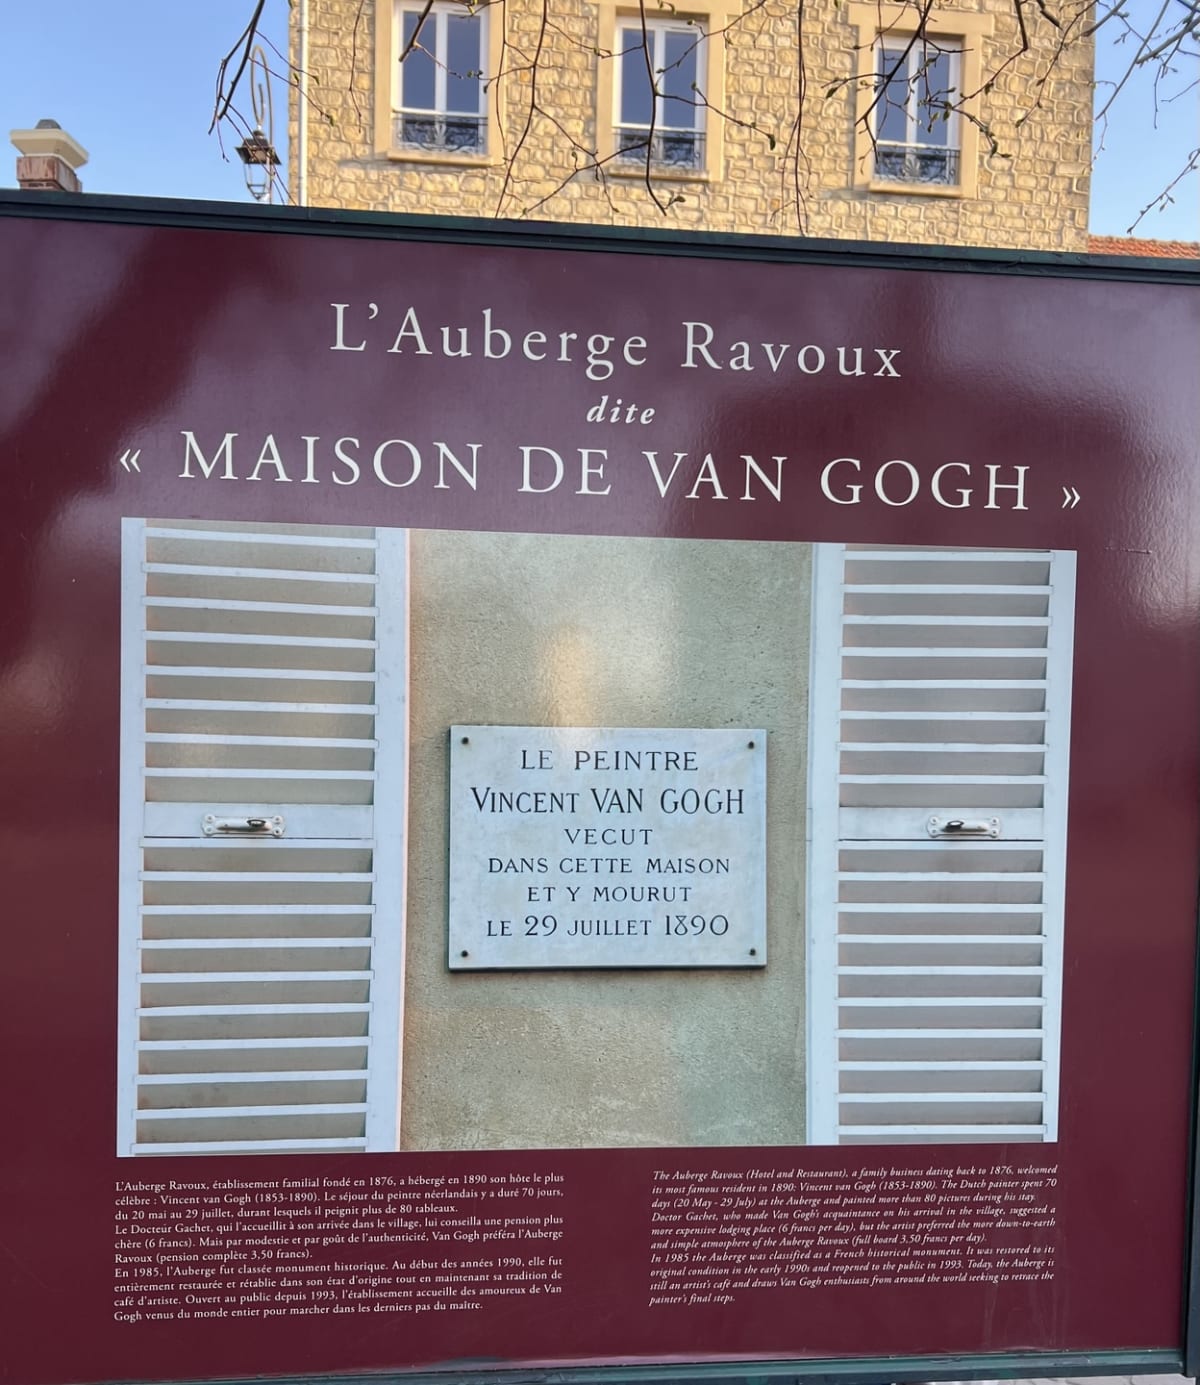 L'Auberge Ravoux
dite
« MAISON DE VAN GOGH »
LE PEINTRE
VINCENT VAN GOGH
VECUT
DANS CETTE MAISON
ET Y MOURUT
LE 29 JUILLET 1890
L'Auberge Ravoux, établissement familial fondé en 1876, a hébergé en 1890 son hôte le plus
célèbre : Vincent van Gogh (1853-1890). Le séjour du peintre néerlandais y a duré 70 jours,
du 20 mai au 29 juillet, durant lesquels il peignit plus de 80 tableaux.
Le Docteur Gachet, qui l'accueillit à son arrivée dans le village, lui conseilla une pension plus
chère (6 francs). Mais par modestie et par goût de l'authenticité, Van Gogh préféra l'Auberge
Ravoux (pension complète 3,50 francs).
En 1985, l'Auberge fut classée monument historique. Au début des années 1990, elle fut
entièrement restaurée et rétablie dans son état d'origine tout en maintenant sa tradition de
café d'artiste. Ouvert au public depuis 1993, l'établissement accueille des amoureux de Van
Gogh venus du monde entier pour marcher dans les derniers pas du maître.
The Auberge Ravoux (Hotel and Restaurant), a family business dating back to 1876, welcomed
its most famous resident in 1890: Vincent van Gogh (1853-1890). The Dutch painter spent 70
days (20 May - 29 July) at the Auberge and painted more than 80 pictures during his stay.
Doctor Gachet, who made Van Gogh's acquaintance on his arrival in the village, suggested a
more expensive lodging place (6 francs per day), but the artist preferred the more down-to-earth
and simple atmosphere of the Auberge Ravoux (full board 3.50 francs per day).
In 1985 the Auberge was classified as a French historical monument. It was restored to its
original condition in the early 1990s and reopened to the public in 1993. Today, the Auberge is
still an artist's café and draws Van Gogh enthusiasts from around the world seeking to retrace the
painter's final steps.